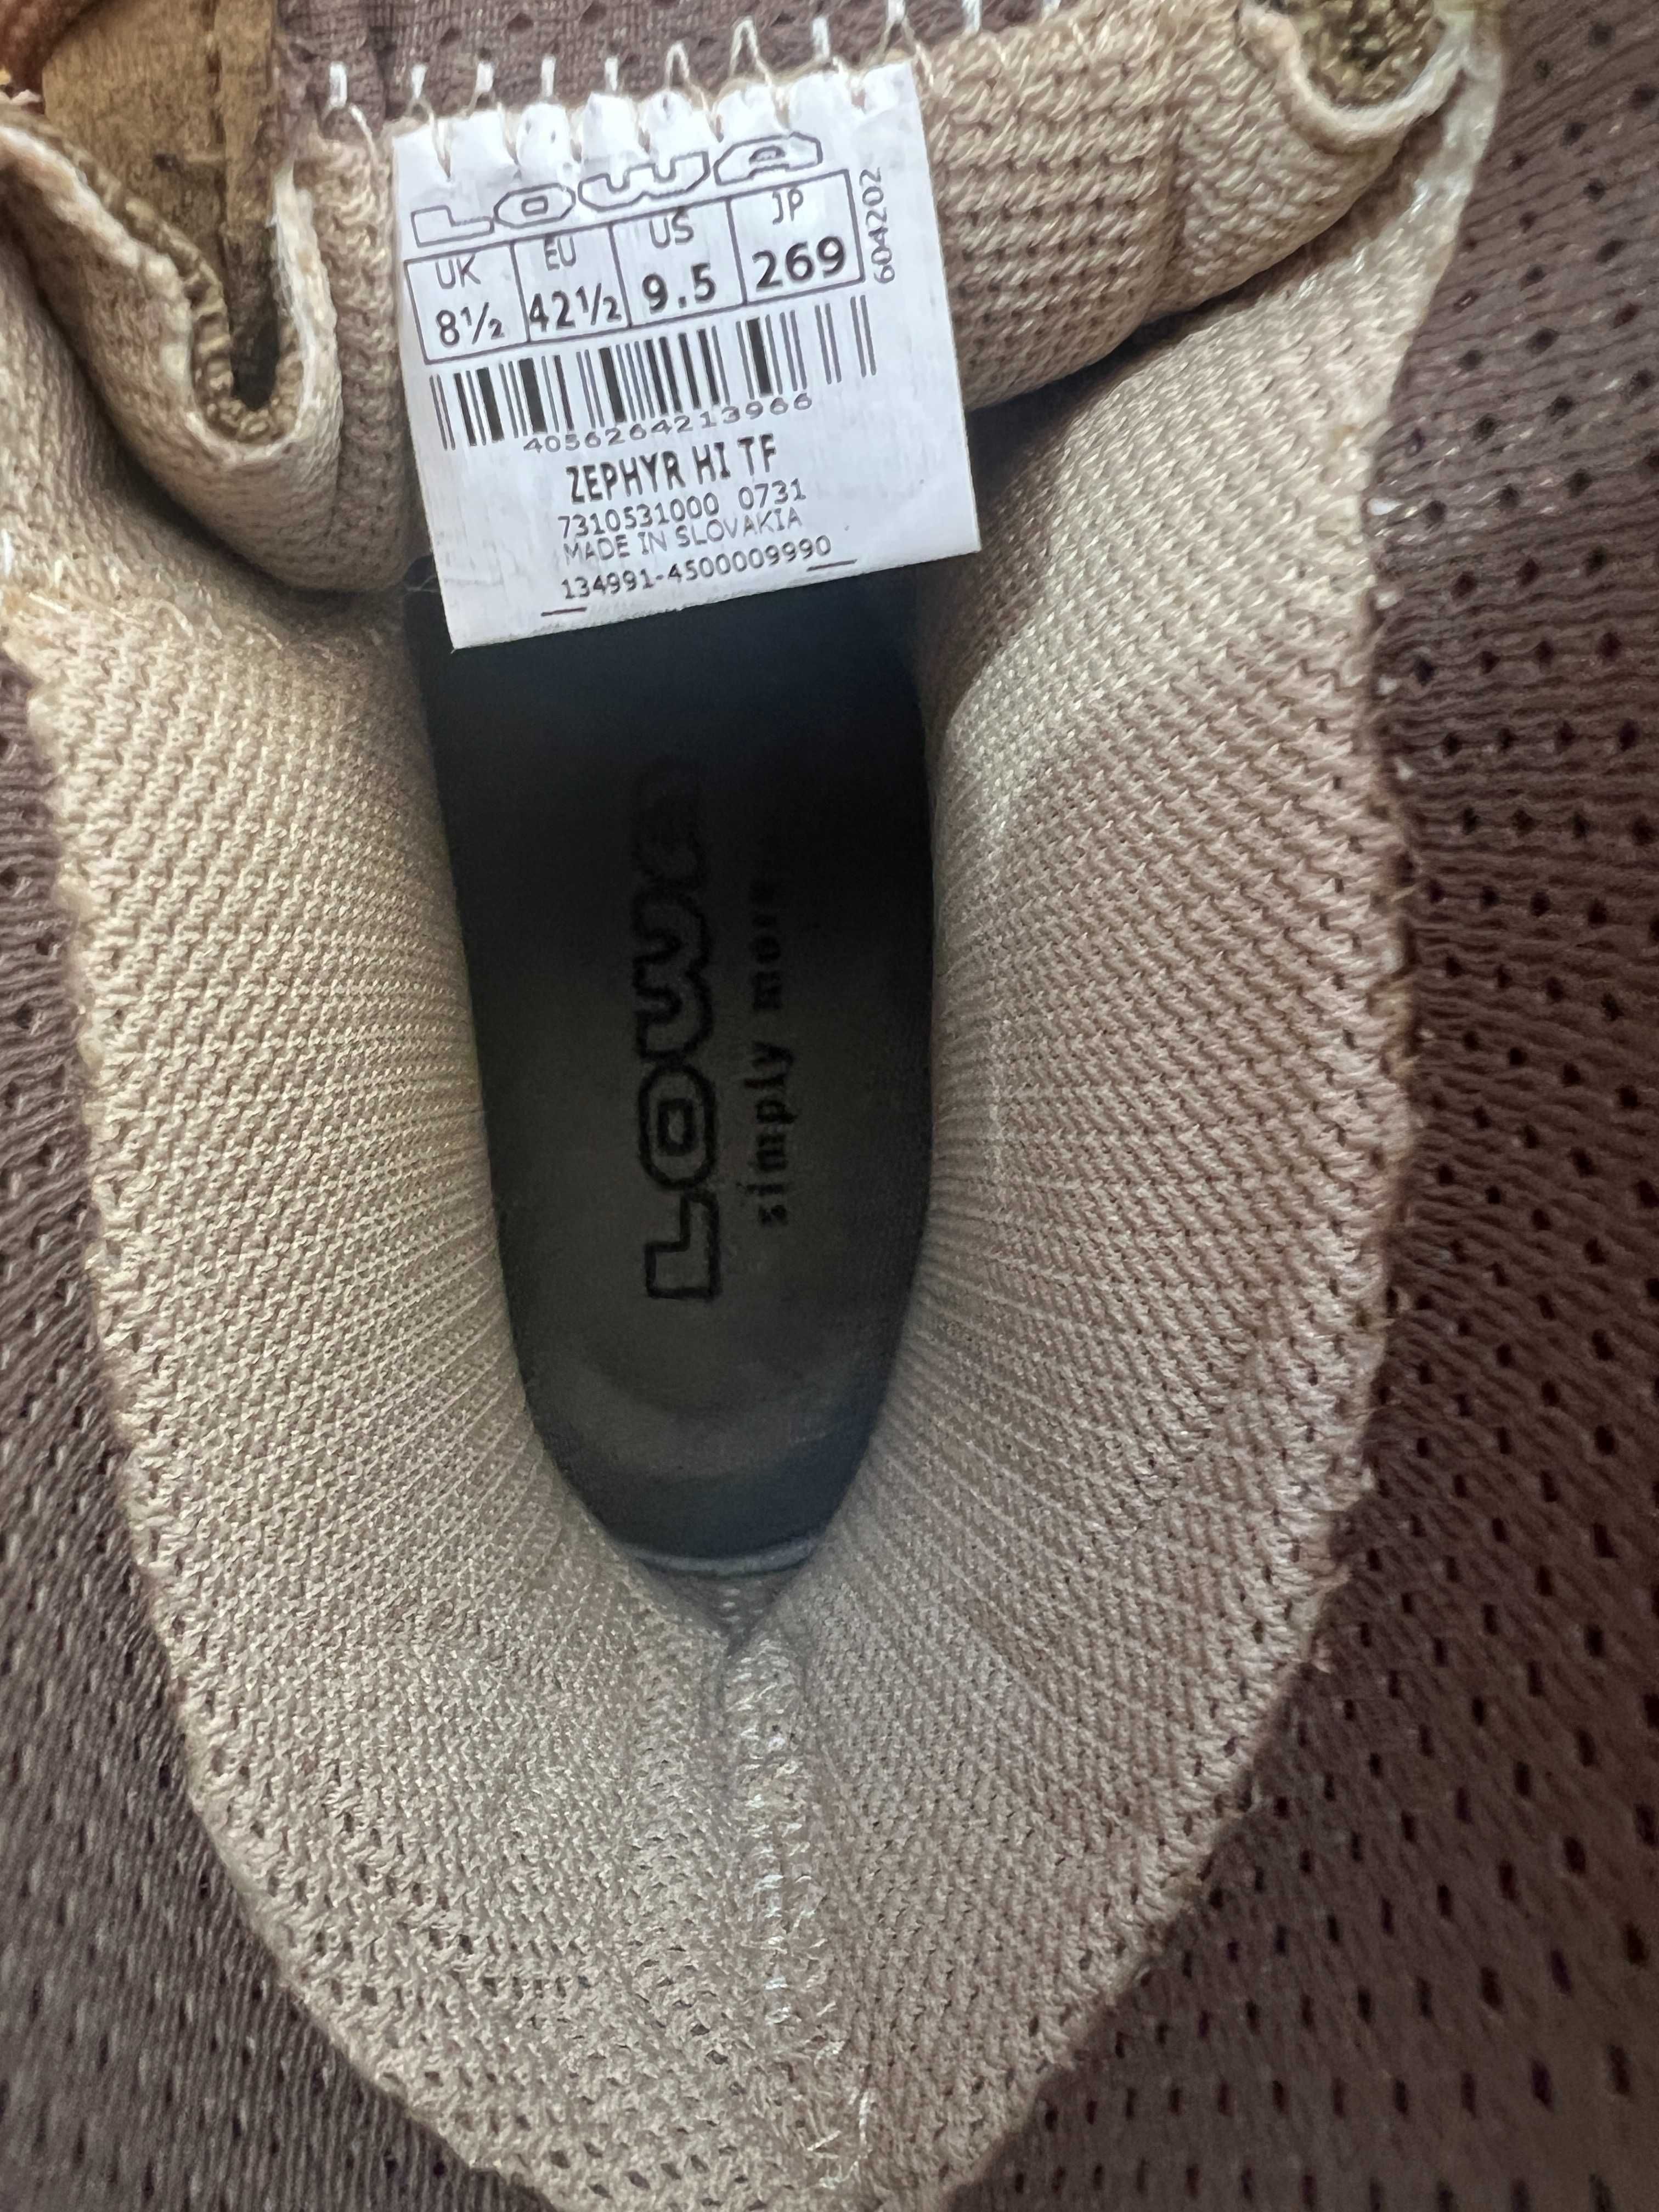 LOWA
UK EU US JP
8½ 42½ 9.5 269
604202
4056264213966
ZEPHYR HI TF
7310531000 0731
MADE IN SLOVAKIA
134991-4500009990
LOWA
simply more.